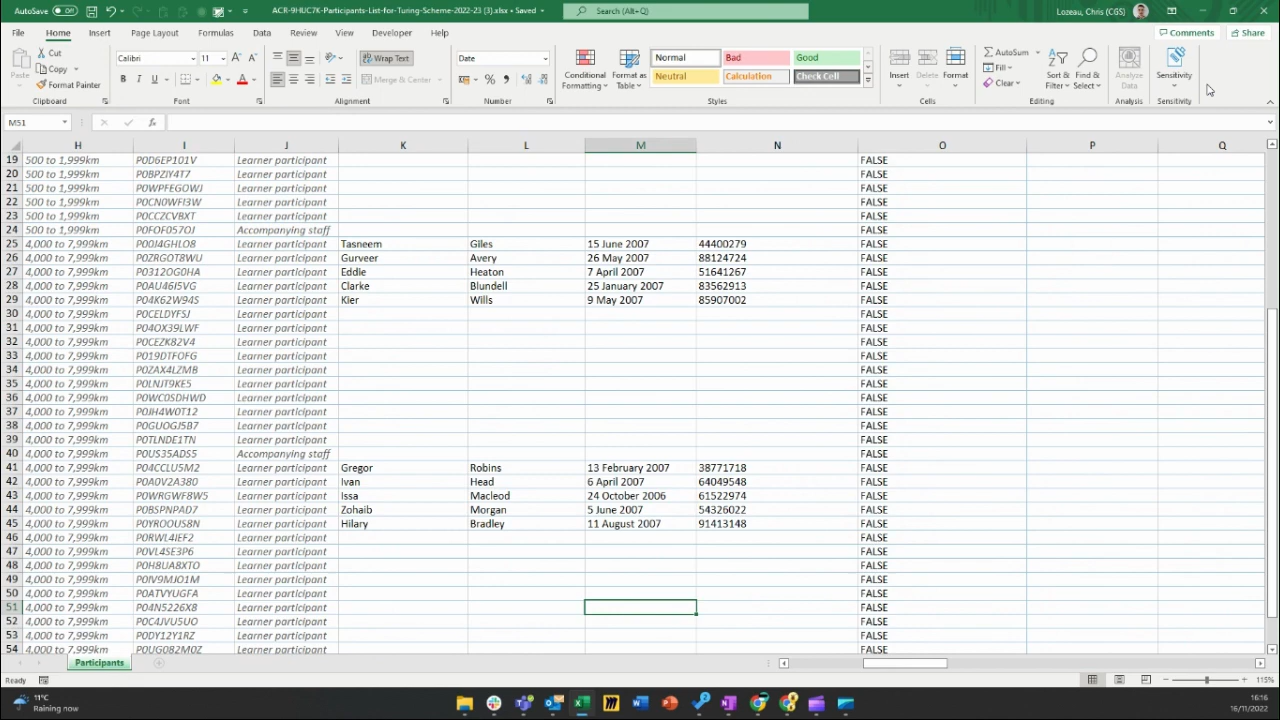 AutoSave Off ACR-9HUC7K-Participants-List-for-Turing-Scheme-2022-23 (3).xlsx • Saved Search (Alt+Q) Lozeau, Chris (CGS)
File Home Insert Page Layout Formulas Data Review View Developer Help Comments Share
Cut Calibri 11 Wrap Text Date Normal Bad Good AutoSum
Paste Copy Format Painter Merge & Center Conditional Formatting Format as Table Neutral Calculation Check Cell Insert Delete Format Fill Clear Sort & Filter Find & Select Analyze Data Sensitivity
Clipboard Font Alignment Number Styles Cells Editing Analysis Sensitivity
M51 fx
H I J K L M N O P Q
19 500 to 1,999km P0D6EP101V Learner participant FALSE
20 500 to 1,999km P0BPZJY4T7 Learner participant FALSE
21 500 to 1,999km P0WPFEGOWJ Learner participant FALSE
22 500 to 1,999km P0CN0WFI3W Learner participant FALSE
23 500 to 1,999km P0CCZCVBXT Learner participant FALSE
24 500 to 1,999km P0FOF057OJ Accompanying staff FALSE
25 4,000 to 7,999km P00J4GHLO8 Learner participant Tasneem Giles 15 June 2007 44400279 FALSE
26 4,000 to 7,999km P0ZRGOT8WU Learner participant Gurveer Avery 26 May 2007 88124724 FALSE
27 4,000 to 7,999km P0312OG0HA Learner participant Eddie Heaton 7 April 2007 51641267 FALSE
28 4,000 to 7,999km P0AU46I5VG Learner participant Clarke Blundell 25 January 2007 83562913 FALSE
29 4,000 to 7,999km P04K62W94S Learner participant Kier Wills 9 May 2007 85907002 FALSE
30 4,000 to 7,999km P0CELDYFSJ Learner participant FALSE
31 4,000 to 7,999km P04OX39LWF Learner participant FALSE
32 4,000 to 7,999km P0CEZK82V4 Learner participant FALSE
33 4,000 to 7,999km P019DTFOFG Learner participant FALSE
34 4,000 to 7,999km P0ZAX4LZMB Learner participant FALSE
35 4,000 to 7,999km P0LNJT9KE5 Learner participant FALSE
36 4,000 to 7,999km P0WC0SDHWD Learner participant FALSE
37 4,000 to 7,999km P0JH4W0T12 Learner participant FALSE
38 4,000 to 7,999km P0GUOGJ5B7 Learner participant FALSE
39 4,000 to 7,999km P0TLNDE1TN Learner participant FALSE
40 4,000 to 7,999km P0US35ADS5 Accompanying staff FALSE
41 4,000 to 7,999km P04CCLU5M2 Learner participant Gregor Robins 13 February 2007 38771718 FALSE
42 4,000 to 7,999km P0A0V2A380 Learner participant Ivan Head 6 April 2007 64049548 FALSE
43 4,000 to 7,999km P0WRGWF8W5 Learner participant Issa Macleod 24 October 2006 61522974 FALSE
44 4,000 to 7,999km P0BSPNPAD7 Learner participant Zohaib Morgan 5 June 2007 54326022 FALSE
45 4,000 to 7,999km P0YROOUS8N Learner participant Hilary Bradley 11 August 2007 91413148 FALSE
46 4,000 to 7,999km P0RWL4IEF2 Learner participant FALSE
47 4,000 to 7,999km P0VL4SE3P6 Learner participant FALSE
48 4,000 to 7,999km P0H8UA8XTO Learner participant FALSE
49 4,000 to 7,999km P0IV9MJO1M Learner participant FALSE
50 4,000 to 7,999km P0ATVYUGFA Learner participant FALSE
51 4,000 to 7,999km P04N5226X8 Learner participant FALSE
52 4,000 to 7,999km P0C4JVU5UO Learner participant FALSE
53 4,000 to 7,999km P0DY12Y1RZ Learner participant FALSE
54 4,000 to 7,999km P0UG082M0Z Learner participant FALSE
Participants
Ready 115%
11°C 16:16
Raining now 16/11/2022